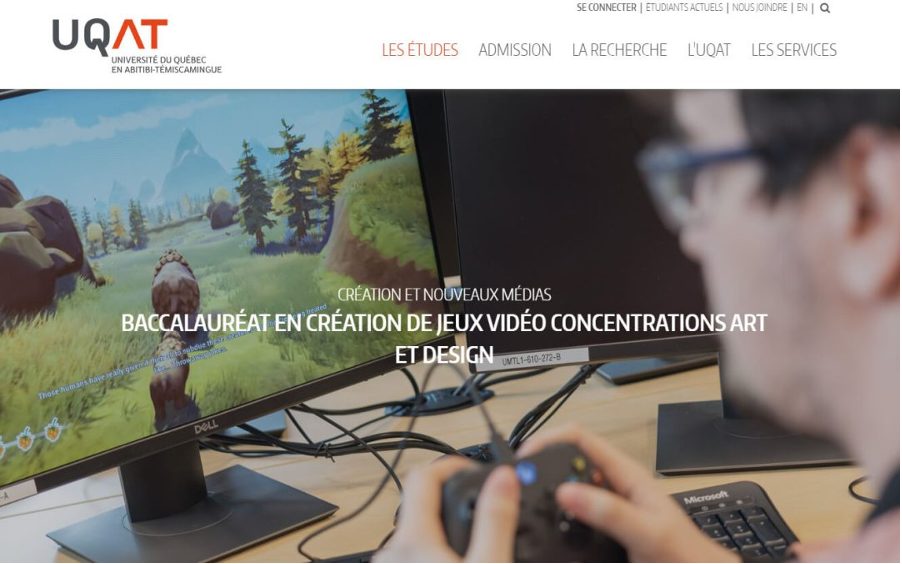 SE CONNECTER | ÉTUDIANTS ACTUELS | NOUS JOINDRE | EN |
UQAT
UNIVERSITÉ DU QUÉBEC
EN ABITIBI-TÉMISCAMINGUE
LES ÉTUDES ADMISSION LA RECHERCHE L'UQAT LES SERVICES
CRÉATION ET NOUVEAUX MÉDIAS
BACCALAURÉAT EN CRÉATION DE JEUX VIDÉO CONCENTRATIONS ART
ET DESIGN
Those humans have really
UMTL1-610-272-B
DELL
-A
Microsoft